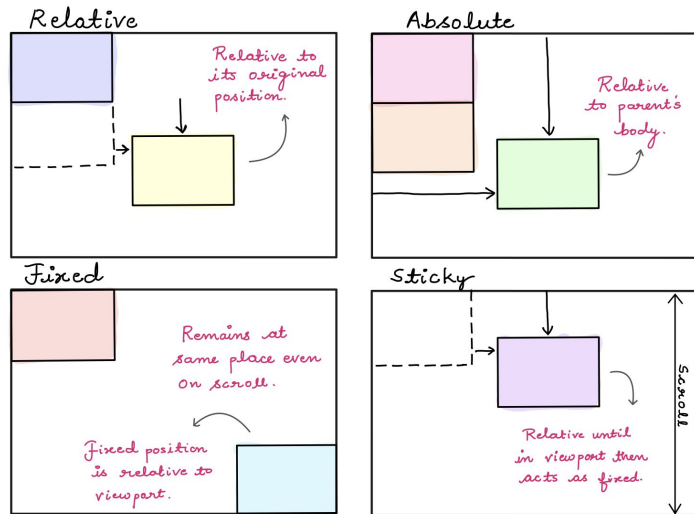 Relative
Relative to
its original
position.
Absolute
Relative
to parent's
body.
Fixed
Remains at
same place even
on scroll.
Fixed position
is relative to
viewport.
Sticky
Scroll
Relative until
in viewport then
acts as fixed.